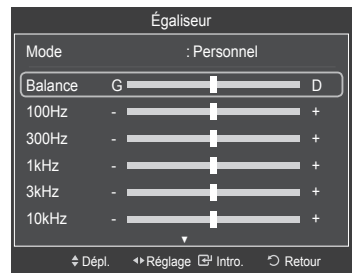 Égaliseur
Mode : Personnel
Balance G D
100Hz - +
300Hz - +
1kHz - +
3kHz - +
10kHz - +
Dépl. Réglage Intro. Retour